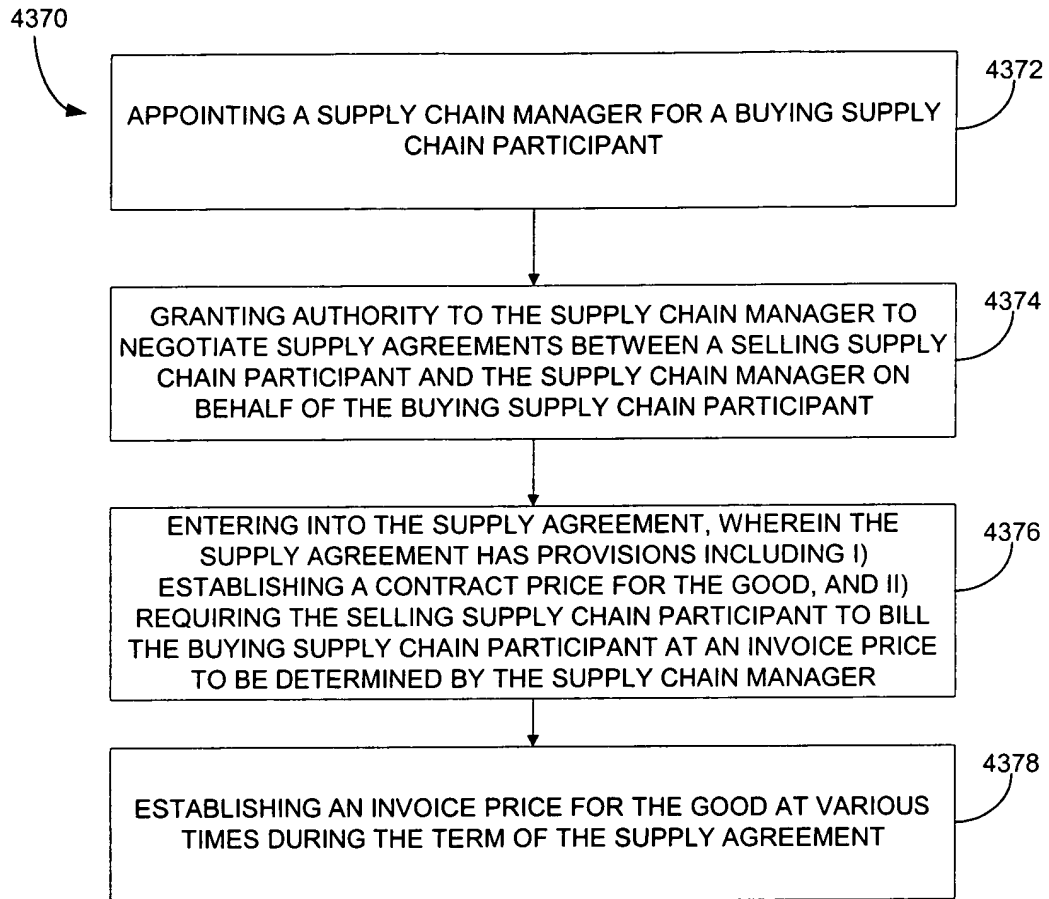 4370
4372
APPOINTING A SUPPLY CHAIN MANAGER FOR A BUYING SUPPLY
CHAIN PARTICIPANT
4374
GRANTING AUTHORITY TO THE SUPPLY CHAIN MANAGER TO
NEGOTIATE SUPPLY AGREEMENTS BETWEEN A SELLING SUPPLY
CHAIN PARTICIPANT AND THE SUPPLY CHAIN MANAGER ON
BEHALF OF THE BUYING SUPPLY CHAIN PARTICIPANT
4376
ENTERING INTO THE SUPPLY AGREEMENT, WHEREIN THE
SUPPLY AGREEMENT HAS PROVISIONS INCLUDING I)
ESTABLISHING A CONTRACT PRICE FOR THE GOOD, AND II)
REQUIRING THE SELLING SUPPLY CHAIN PARTICIPANT TO BILL
THE BUYING SUPPLY CHAIN PARTICIPANT AT AN INVOICE PRICE
TO BE DETERMINED BY THE SUPPLY CHAIN MANAGER
4378
ESTABLISHING AN INVOICE PRICE FOR THE GOOD AT VARIOUS
TIMES DURING THE TERM OF THE SUPPLY AGREEMENT